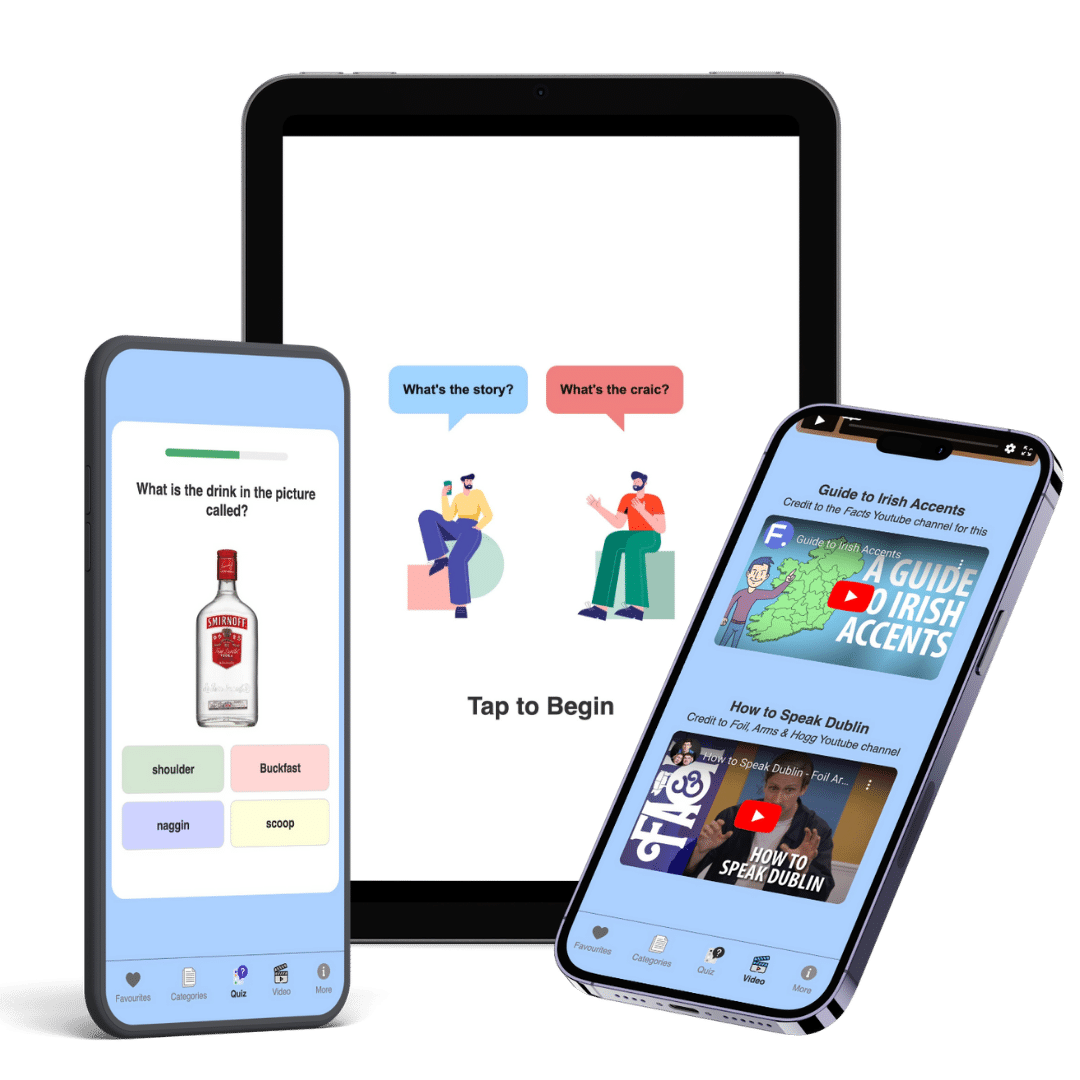 What's the story?
What's the craic?
Tap to Begin
What is the drink in the picture
called?
SMIRNOFF
shoulder
Buckfast
naggin
scoop
Favourites
Categories
Quiz
Video
More
Guide to Irish Accents
Credit to the Facts Youtube channel for this
F.
Guide to Irish Accents
A GUIDE
TO IRISH
ACCENTS
How to Speak Dublin
Credit to Foil, Arms & Hogg Youtube channel
How to Speak Dublin - Foil Ar...
HOW TO
SPEAK DUBLIN
Favourites
Categories
Quiz
Video
More